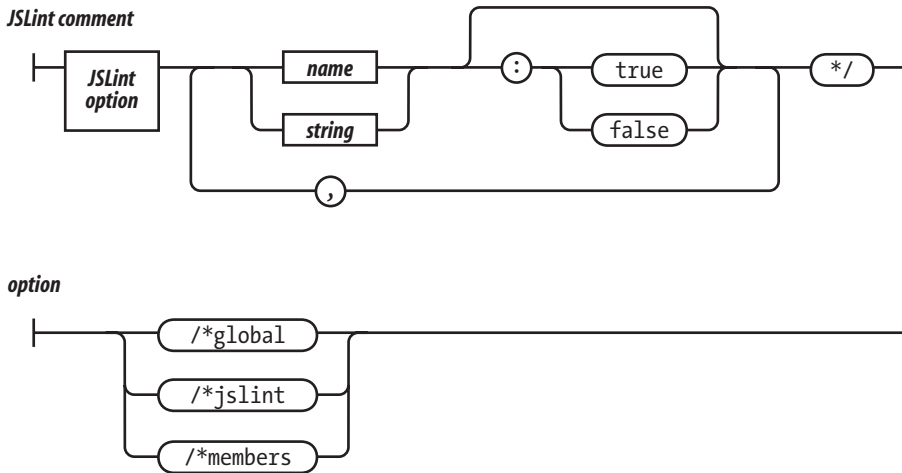 JSLint comment
JSLint
option
name
:
true
*/
string
false
,
option
/*global
/*jslint
/*members